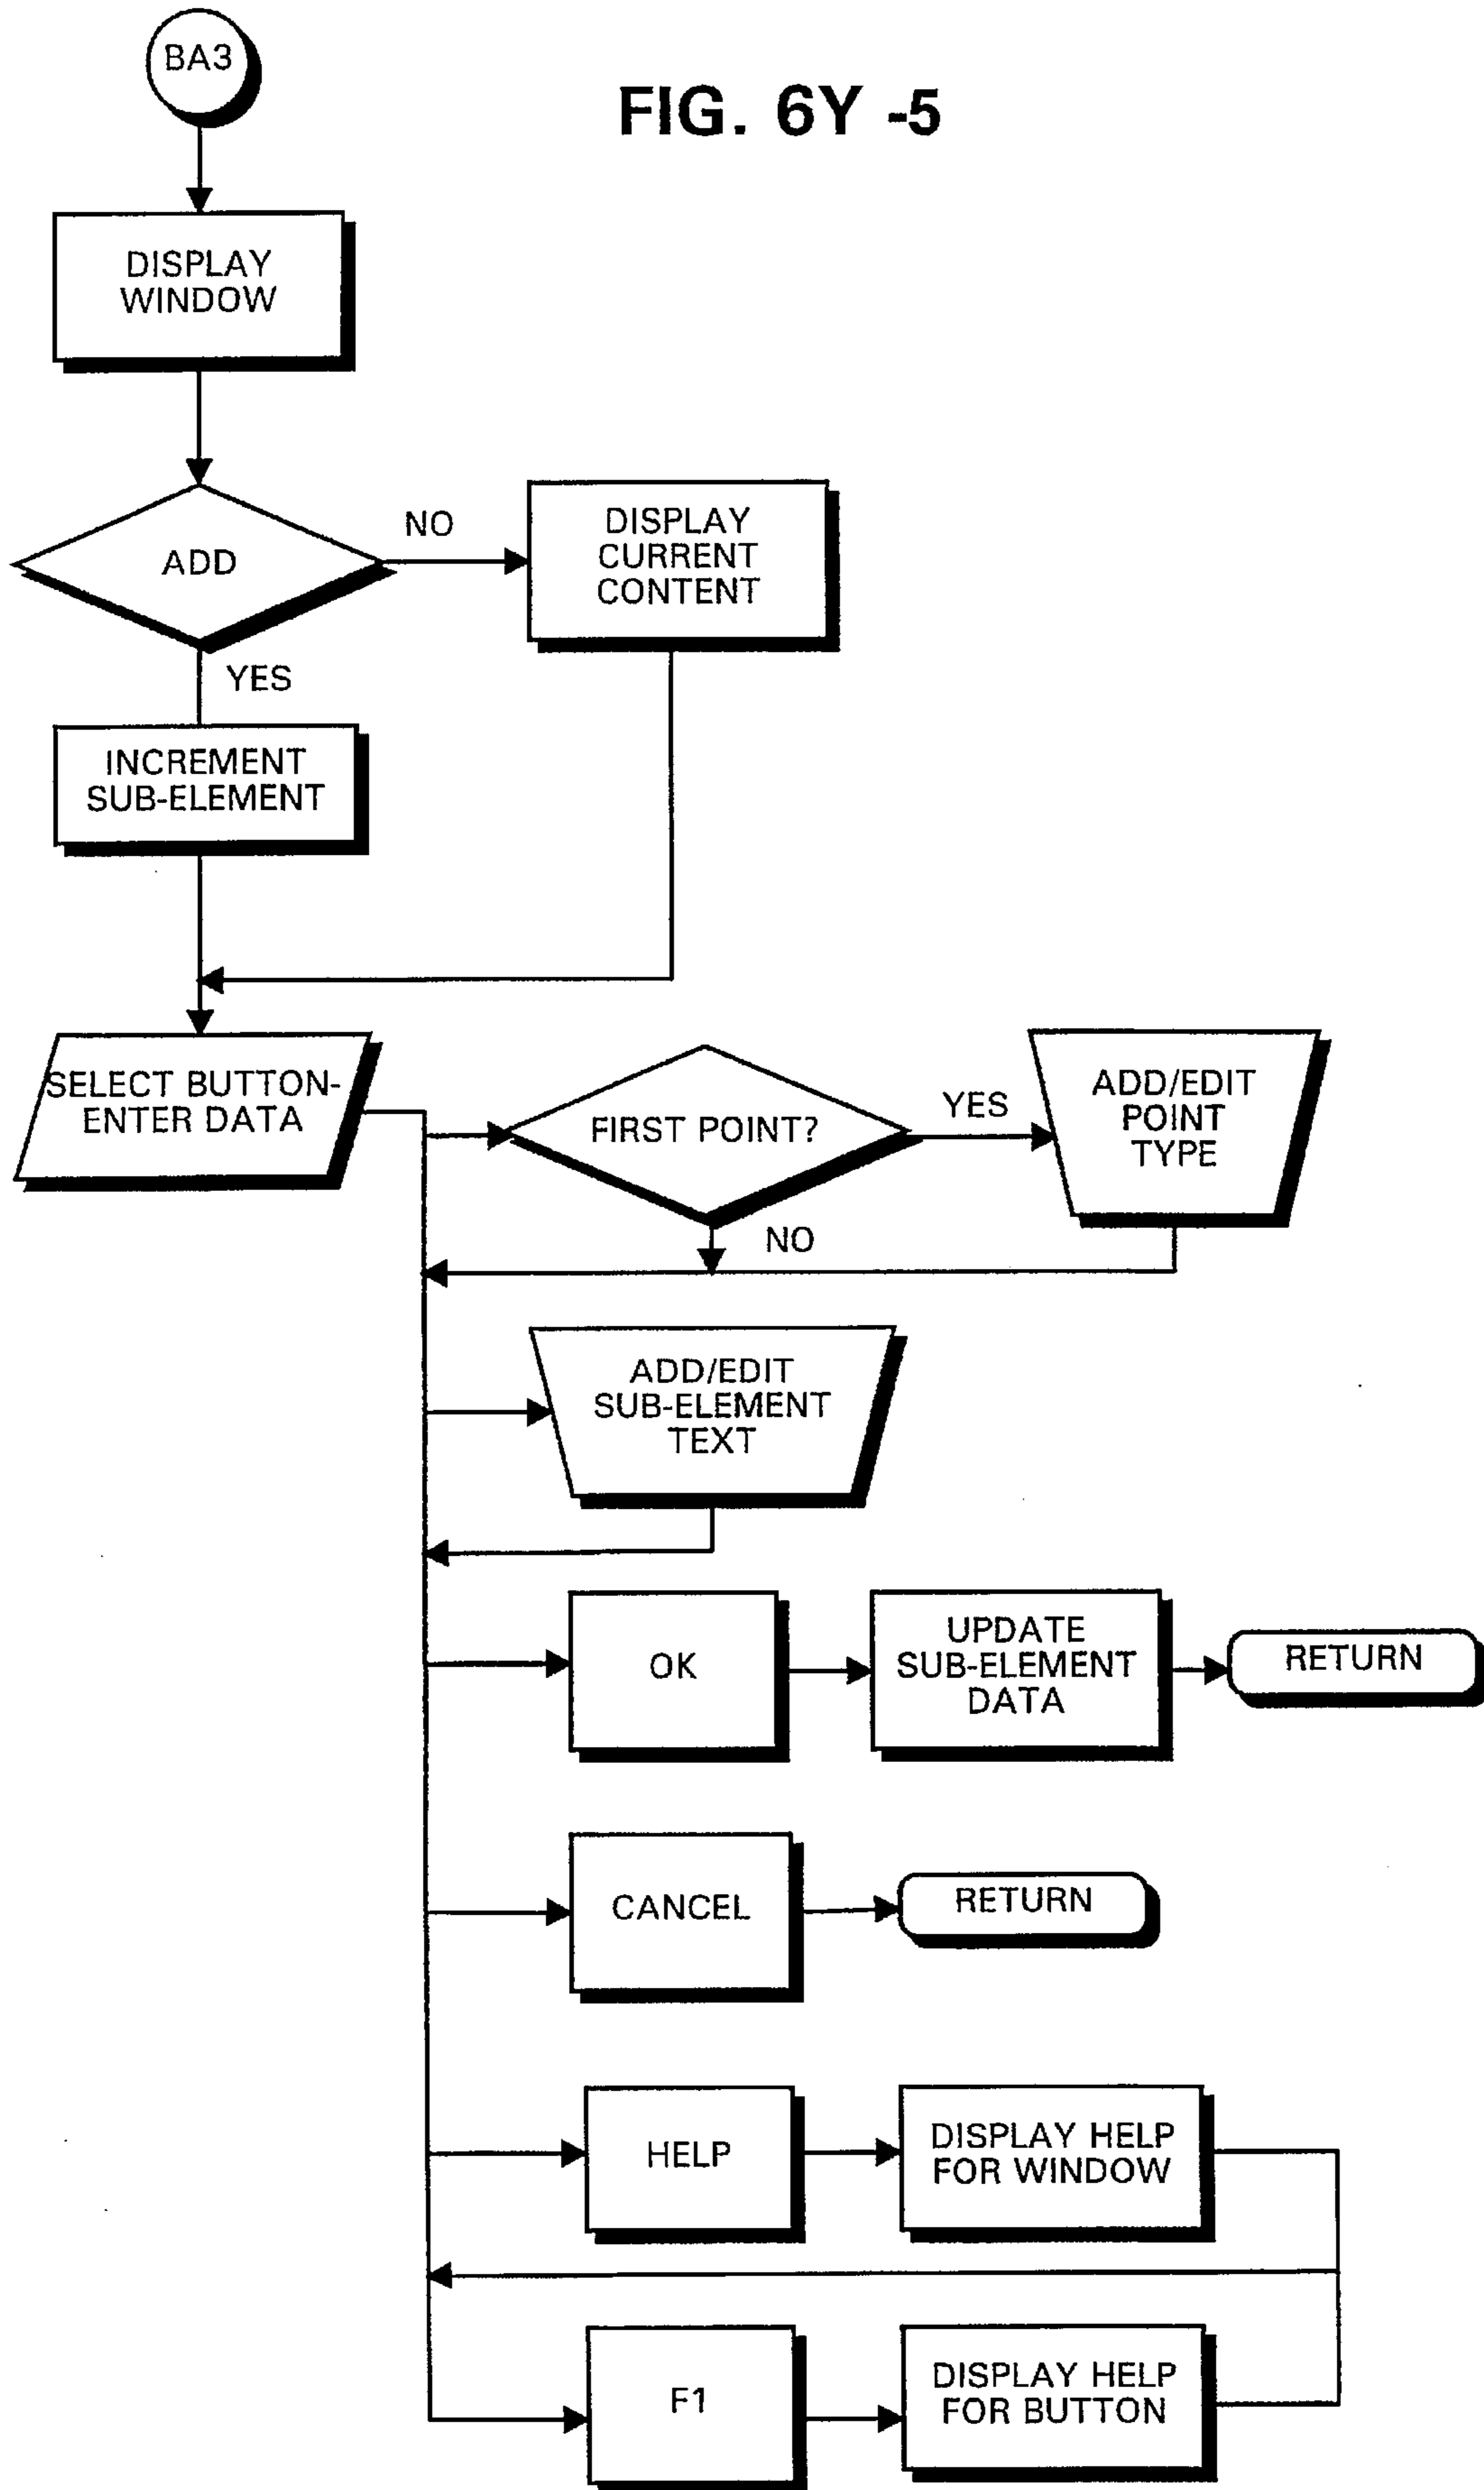 BA3
FIG. 6Y -5
DISPLAY
WINDOW
ADD
NO
DISPLAY
CURRENT
CONTENT
YES
INCREMENT
SUB-ELEMENT
SELECT BUTTON-
ENTER DATA
FIRST POINT?
YES
ADD/EDIT
POINT
TYPE
NO
ADD/EDIT
SUB-ELEMENT
TEXT
OK
UPDATE
SUB-ELEMENT
DATA
RETURN
CANCEL
RETURN
HELP
DISPLAY HELP
FOR WINDOW
F1
DISPLAY HELP
FOR BUTTON